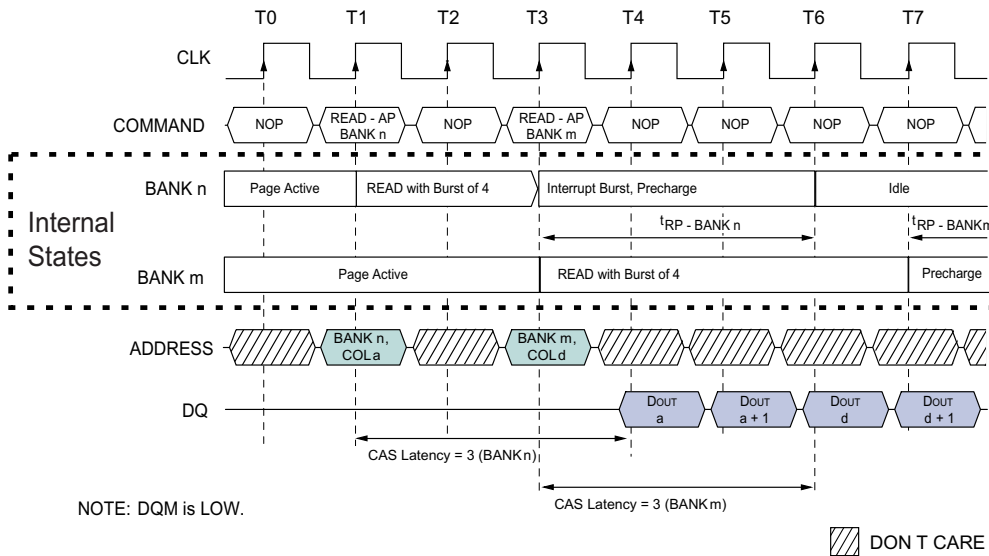 T0 T1 T2 T3 T4 T5 T6 T7
CLK
COMMAND NOP READ - AP BANK n NOP READ - AP BANK m NOP NOP NOP NOP
Internal States
BANK n Page Active READ with Burst of 4 Interrupt Burst, Precharge Idle
tRP - BANK n tRP - BANK m
BANK m Page Active READ with Burst of 4 Precharge
ADDRESS BANK n, COL a BANK m, COL d
DQ DOUT a DOUT a + 1 DOUT d DOUT d + 1
CAS Latency = 3 (BANK n)
CAS Latency = 3 (BANK m)
NOTE: DQM is LOW.
DON T CARE